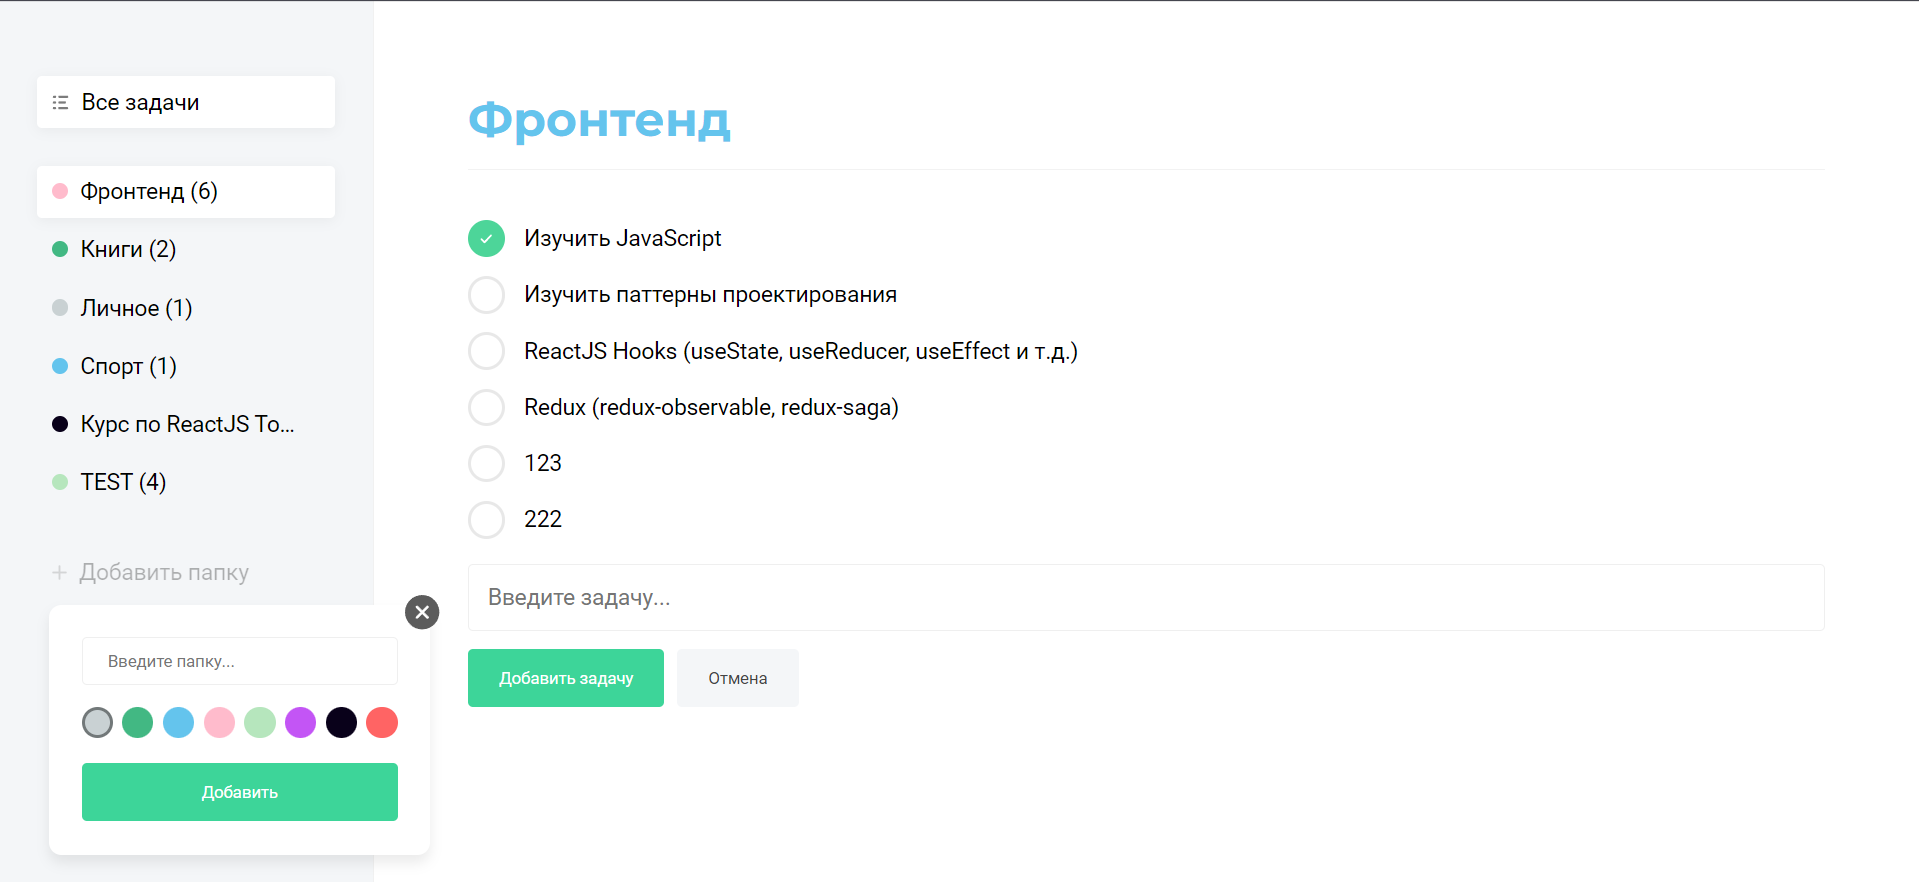 Все задачи
Фронтенд (6)
Книги (2)
Личное (1)
Спорт (1)
Курс по ReactJS To...
TEST (4)
Добавить папку
Введите папку...
Добавить
Фронтенд
Изучить JavaScript
Изучить паттерны проектирования
ReactJS Hooks (useState, useReducer, useEffect и т.д.)
Redux (redux-observable, redux-saga)
123
222
Введите задачу...
Добавить задачу
Отмена